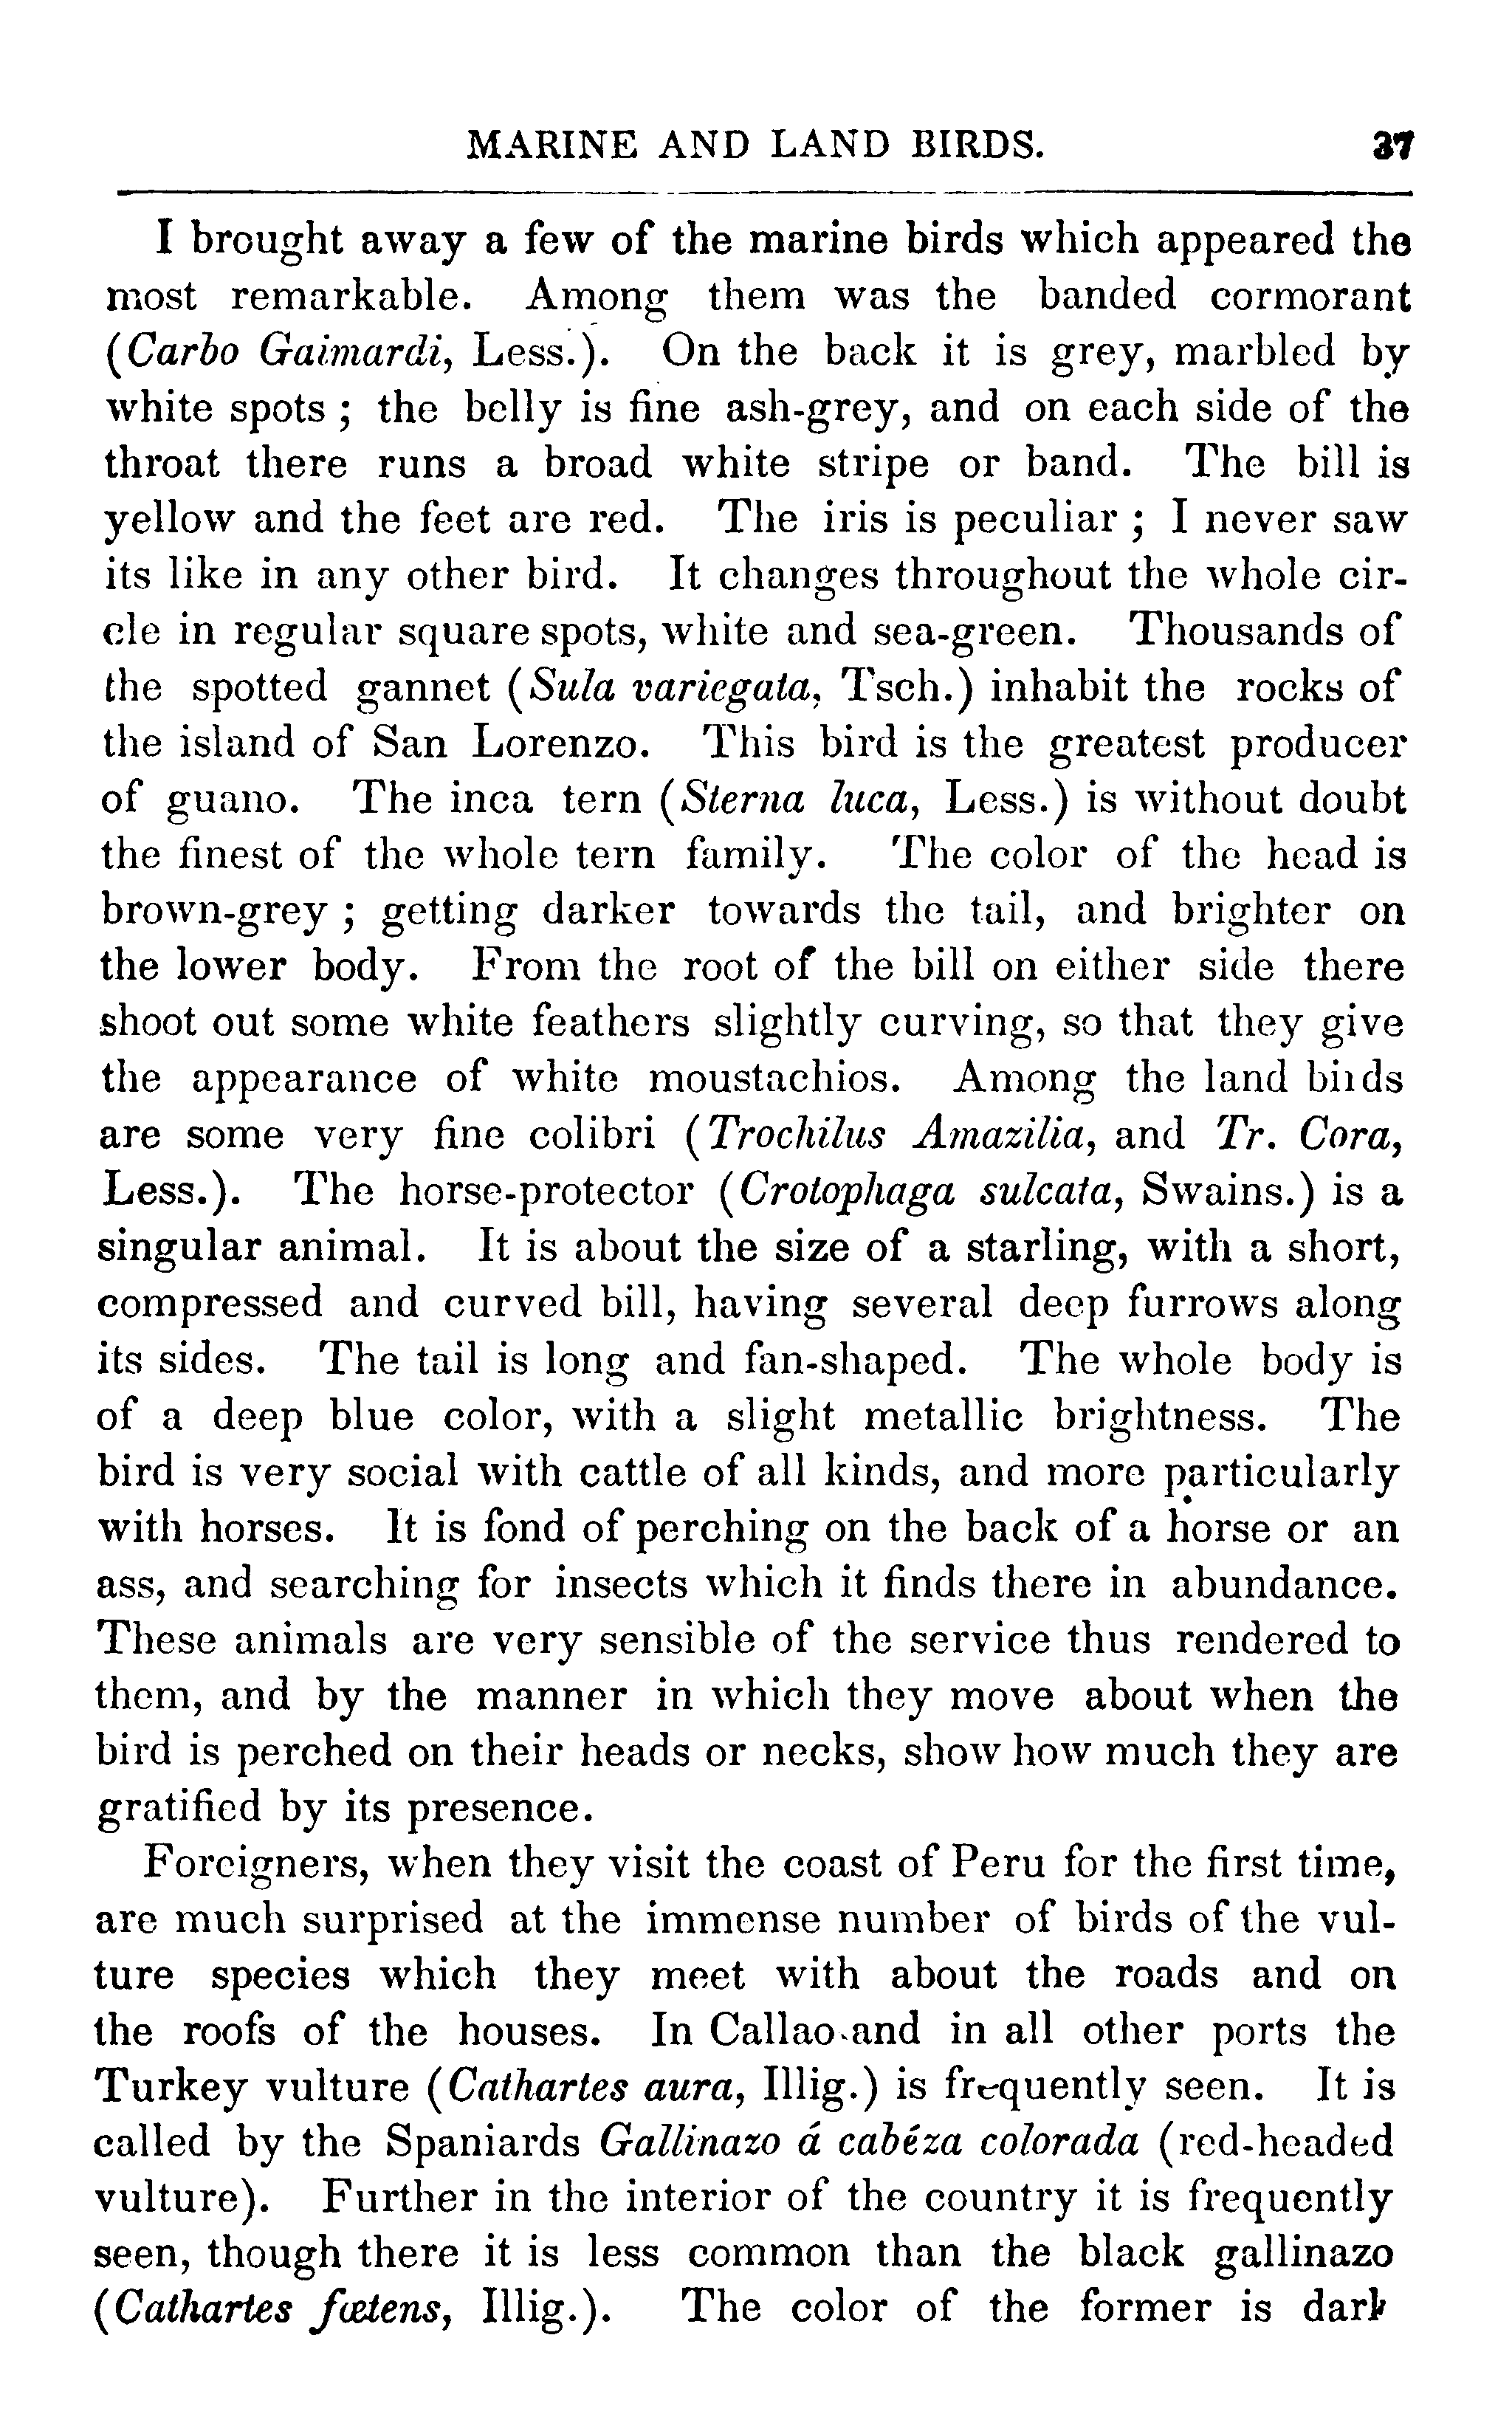 MARINE AND LAND BIRDS. 37
I brought away a few of the marine birds which appeared the
most remarkable. Among them was the banded cormorant
(Carbo Gaimardi, Less.). On the back it is grey, marbled by
white spots ; the belly is fine ash-grey, and on each side of the
throat there runs a broad white stripe or band. The bill is
yellow and the feet are red. The iris is peculiar ; I never saw
its like in any other bird. It changes throughout the whole cir-
cle in regular square spots, white and sea-green. Thousands of
the spotted gannet (Sula variegata, Tsch.) inhabit the rocks of
the island of San Lorenzo. This bird is the greatest producer
of guano. The inca tern (Sterna Inca, Less.) is without doubt
the finest of the whole tern family. The color of the head is
brown-grey ; getting darker towards the tail, and brighter on
the lower body. From the root of the bill on either side there
shoot out some white feathers slightly curving, so that they give
the appearance of white moustachios. Among the land birds
are some very fine colibri (Trochilus Amazilia, and Tr. Cora,
Less.). The horse-protector (Crotophaga sulcata, Swains.) is a
singular animal. It is about the size of a starling, with a short,
compressed and curved bill, having several deep furrows along
its sides. The tail is long and fan-shaped. The whole body is
of a deep blue color, with a slight metallic brightness. The
bird is very social with cattle of all kinds, and more particularly
with horses. It is fond of perching on the back of a horse or an
ass, and searching for insects which it finds there in abundance.
These animals are very sensible of the service thus rendered to
them, and by the manner in which they move about when the
bird is perched on their heads or necks, show how much they are
gratified by its presence.
Foreigners, when they visit the coast of Peru for the first time,
are much surprised at the immense number of birds of the vul-
ture species which they meet with about the roads and on
the roofs of the houses. In Callao and in all other ports the
Turkey vulture (Cathartes aura, Illig.) is frequently seen. It is
called by the Spaniards Gallinazo á cabéza colorada (red-headed
vulture). Further in the interior of the country it is frequently
seen, though there it is less common than the black gallinazo
(Cathartes fœtens, Illig.). The color of the former is dark